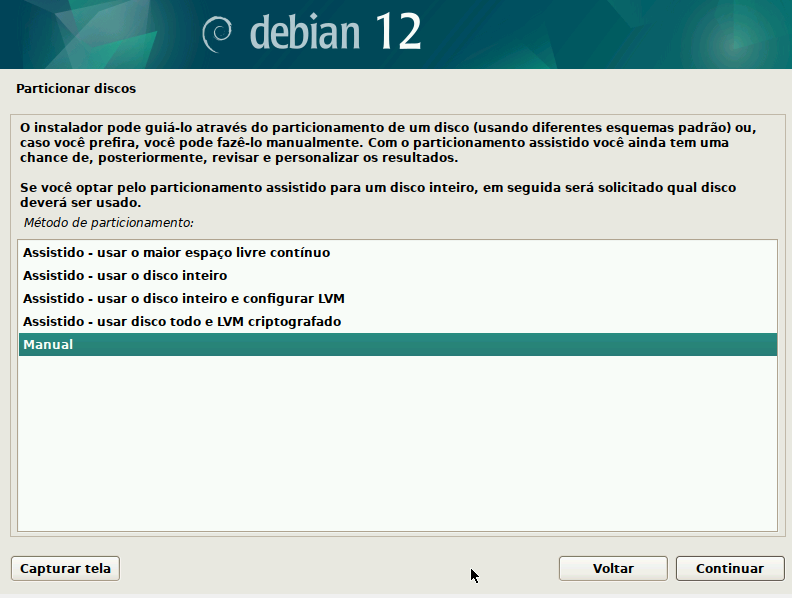 debian 12
Particionar discos
O instalador pode guiá-lo através do particionamento de um disco (usando diferentes esquemas padrão) ou,
caso você prefira, você pode fazê-lo manualmente. Com o particionamento assistido você ainda tem uma
chance de, posteriormente, revisar e personalizar os resultados.
Se você optar pelo particionamento assistido para um disco inteiro, em seguida será solicitado qual disco
deverá ser usado.
Método de particionamento:
Assistido - usar o maior espaço livre contínuo
Assistido - usar o disco inteiro
Assistido - usar o disco inteiro e configurar LVM
Assistido - usar disco todo e LVM criptografado
Manual
Capturar tela
Voltar
Continuar